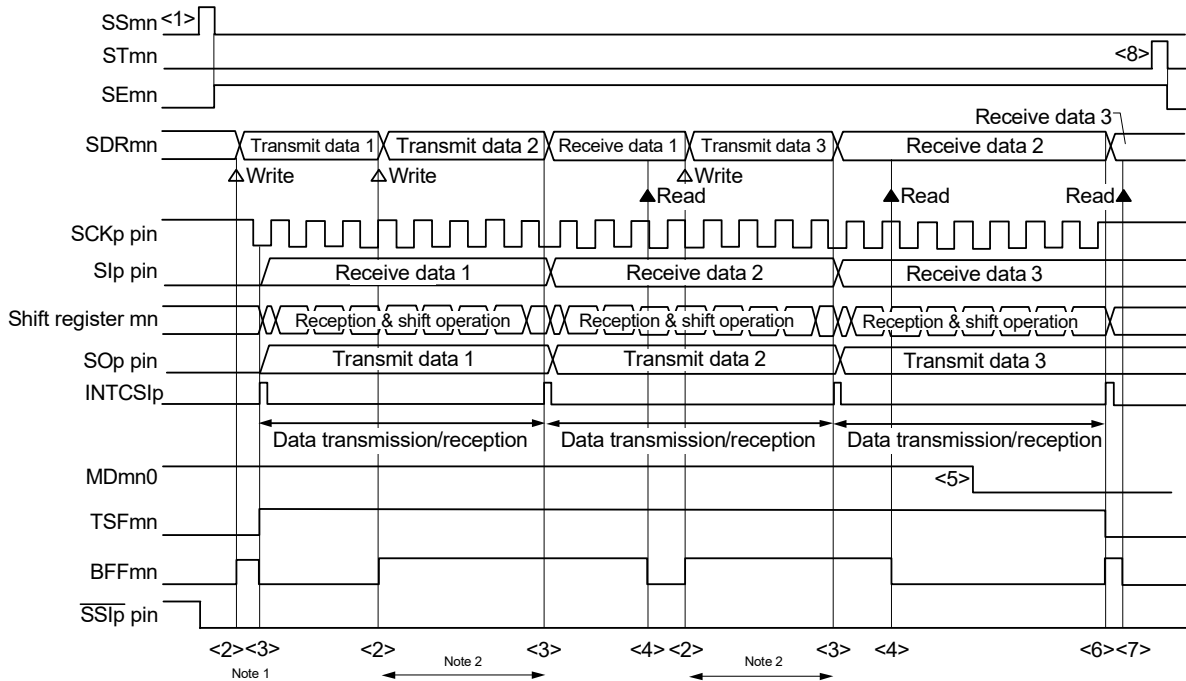 SSmn <1>
STmn <8>
SEmn
Receive data 3
SDRmn Transmit data 1 Transmit data 2 Receive data 1 Transmit data 3 Receive data 2
Write Write Write
Read Read Read
SCKp pin
SIp pin Receive data 1 Receive data 2 Receive data 3
Shift register mn Reception & shift operation Reception & shift operation Reception & shift operation
SOp pin Transmit data 1 Transmit data 2 Transmit data 3
INTCSIp
Data transmission/reception Data transmission/reception Data transmission/reception
MDmn0 <5>
TSFmn
BFFmn
SSIp pin
<2> <3> <2> <3> <4> <2> <3> <4> <6> <7>
Note 1 Note 2 Note 2